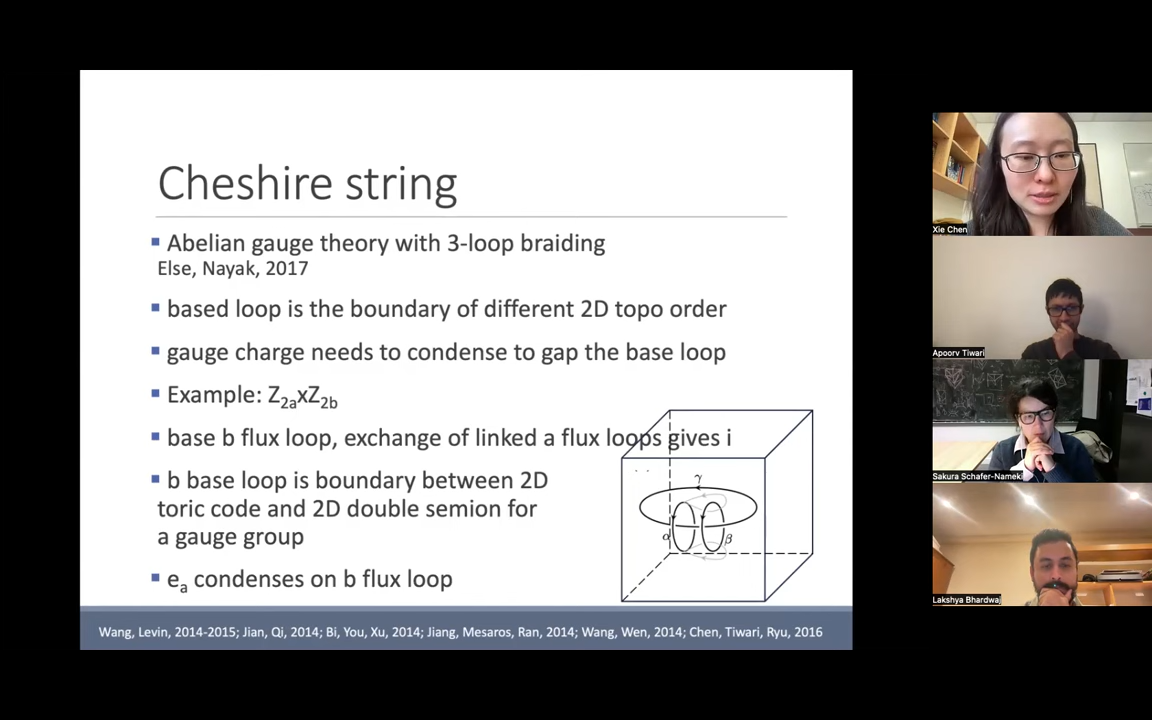 Cheshire string
▪ Abelian gauge theory with 3-loop braiding
Else, Nayak, 2017
▪ based loop is the boundary of different 2D topo order
▪ gauge charge needs to condense to gap the base loop
▪ Example: Z2axZ2b
▪ base b flux loop, exchange of linked a flux loops gives i
▪ b base loop is boundary between 2D
toric code and 2D double semion for
a gauge group
▪ ea condenses on b flux loop
γ
α
β
Wang, Levin, 2014-2015; Jian, Qi, 2014; Bi, You, Xu, 2014; Jiang, Mesaros, Ran, 2014; Wang, Wen, 2014; Chen, Tiwari, Ryu, 2016
Xie Chen
Apoorv Tiwari
Sakura Schafer-Nameki
Lakshya Bhardwaj